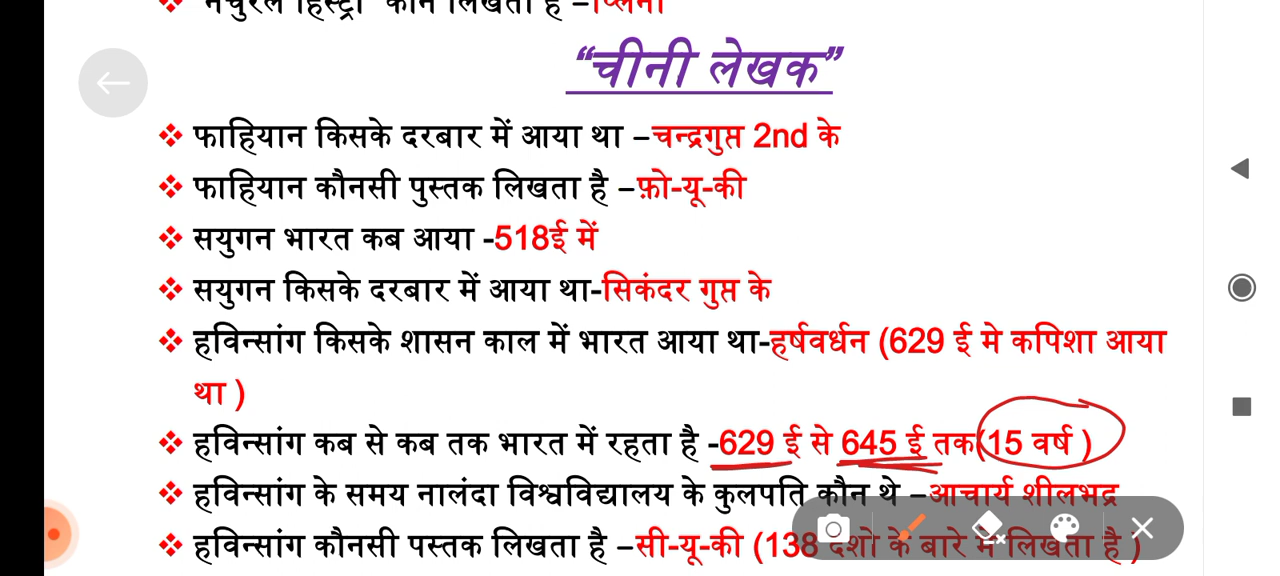 ❖ नेचुरल हिस्ट्री कौन लिखता है –प्लिनी
“चीनी लेखक”
❖ फाहियान किसके दरबार में आया था –चन्द्रगुप्त 2nd के
❖ फाहियान कौनसी पुस्तक लिखता है –फ़ो-यू-की
❖ सयुगन भारत कब आया -518ई में
❖ सयुगन किसके दरबार में आया था-सिकंदर गुप्त के
❖ हविन्सांग किसके शासन काल में भारत आया था-हर्षवर्धन (629 ई मे कपिशा आया
था )
❖ हविन्सांग कब से कब तक भारत में रहता है -629 ई से 645 ई तक(15 वर्ष )
❖ हविन्सांग के समय नालंदा विश्वविद्यालय के कुलपति कौन थे –आचार्य शीलभद्र
❖ हविन्सांग कौनसी पस्तक लिखता है –सी-यू-की (138 देशो के बारे में लिखता है )